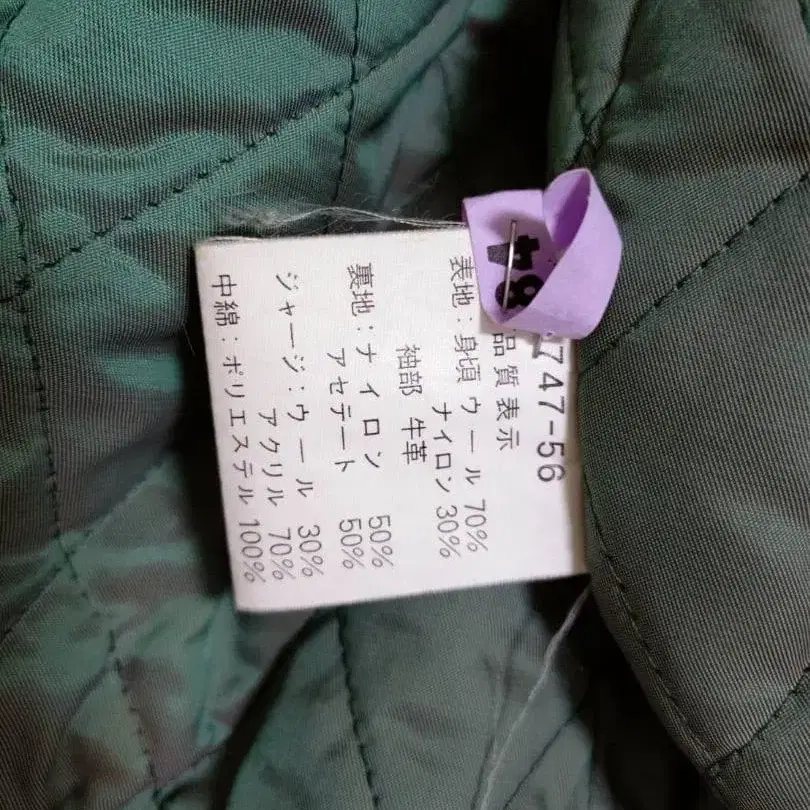 84
747-56
品質表示
表地:身頃 ウール 70%
ナイロン 30%
袖部 牛革
裏地:ナイロン 50%
アセテート 50%
ジャージ:ウール 30%
アクリル 70%
中綿:ポリエステル 100%